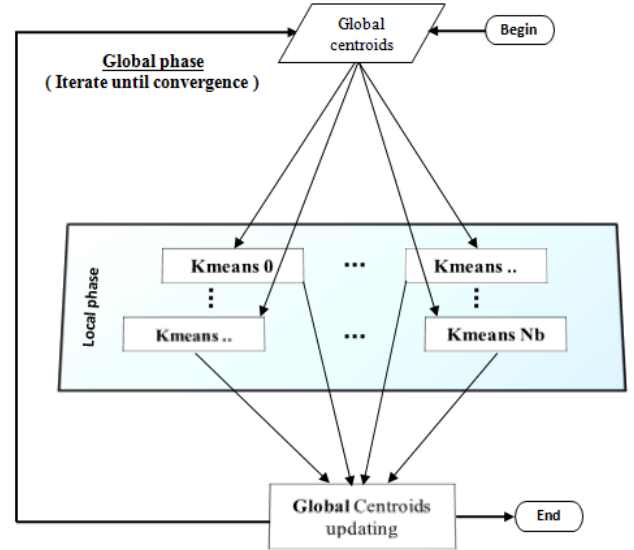 Global
centroids
Begin
Global phase
( Iterate until convergence )
Local phase
Kmeans 0
...
Kmeans ..
Kmeans ..
...
Kmeans Nb
Global Centroids
updating
End